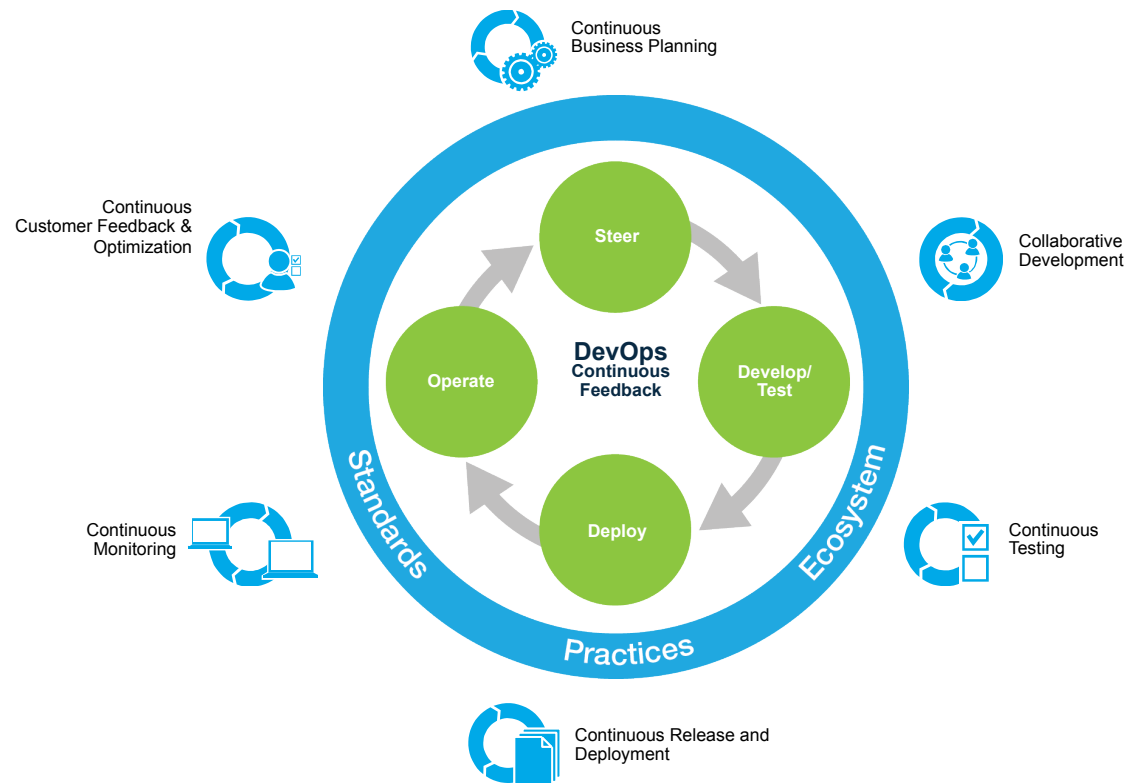 Continuous
Business Planning
Continuous
Customer Feedback &
Optimization
Collaborative
Development
Steer
DevOps
Continuous
Feedback
Operate
Develop/
Test
Deploy
Standards
Practices
Ecosystem
Continuous
Monitoring
Continuous
Testing
Continuous Release and
Deployment